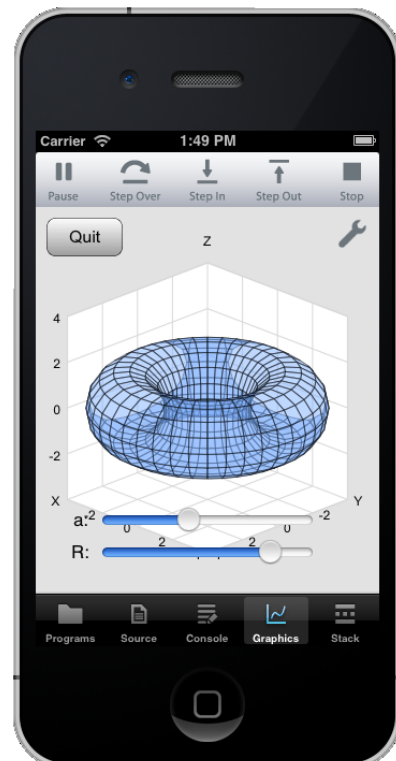 Carrier 1:49 PM
Pause Step Over Step In Step Out Stop
Quit
Z
4
2
0
-2
X Y
a: -2 0 2 2 0 -2
R:
Programs Source Console Graphics Stack